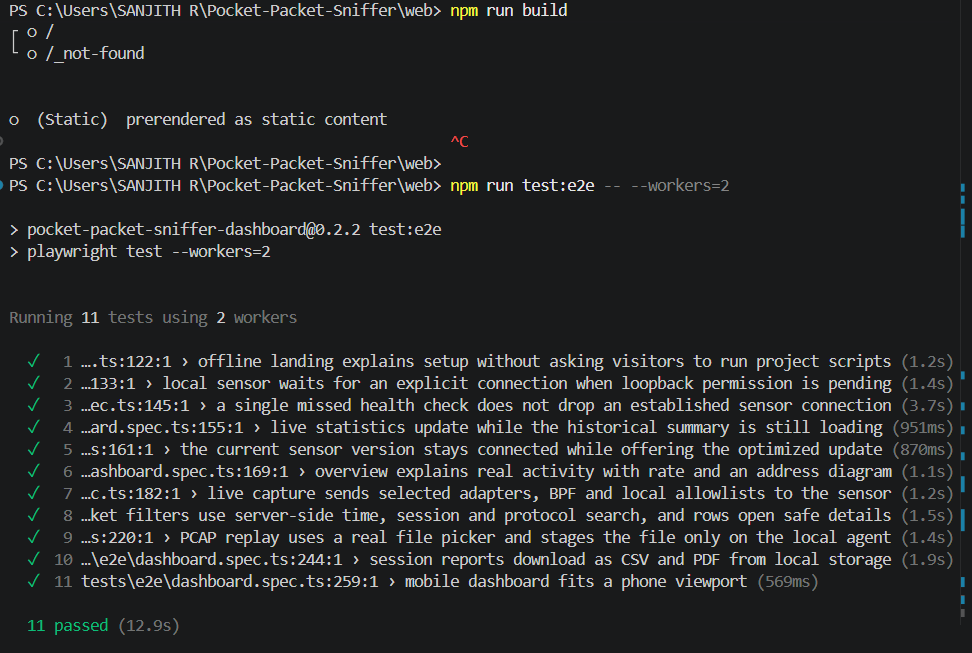 PS C:\Users\SANJITH R\Pocket-Packet-Sniffer\web> npm run build
┌ ○ /
└ ○ /_not-found
○  (Static)  prerendered as static content
^C
PS C:\Users\SANJITH R\Pocket-Packet-Sniffer\web>
PS C:\Users\SANJITH R\Pocket-Packet-Sniffer\web> npm run test:e2e -- --workers=2
> pocket-packet-sniffer-dashboard@0.2.2 test:e2e
> playwright test --workers=2
Running 11 tests using 2 workers
✓ 1 ….ts:122:1 › offline landing explains setup without asking visitors to run project scripts (1.2s)
✓ 2 …133:1 › local sensor waits for an explicit connection when loopback permission is pending (1.4s)
✓ 3 …ec.ts:145:1 › a single missed health check does not drop an established sensor connection (3.7s)
✓ 4 …ard.spec.ts:155:1 › live statistics update while the historical summary is still loading (951ms)
✓ 5 …s:161:1 › the current sensor version stays connected while offering the optimized update (870ms)
✓ 6 …ashboard.spec.ts:169:1 › overview explains real activity with rate and an address diagram (1.1s)
✓ 7 …c.ts:182:1 › live capture sends selected adapters, BPF and local allowlists to the sensor (1.2s)
✓ 8 …ket filters use server-side time, session and protocol search, and rows open safe details (1.5s)
✓ 9 …s:220:1 › PCAP replay uses a real file picker and stages the file only on the local agent (1.4s)
✓ 10 …\e2e\dashboard.spec.ts:244:1 › session reports download as CSV and PDF from local storage (1.9s)
✓ 11 tests\e2e\dashboard.spec.ts:259:1 › mobile dashboard fits a phone viewport (569ms)
11 passed (12.9s)